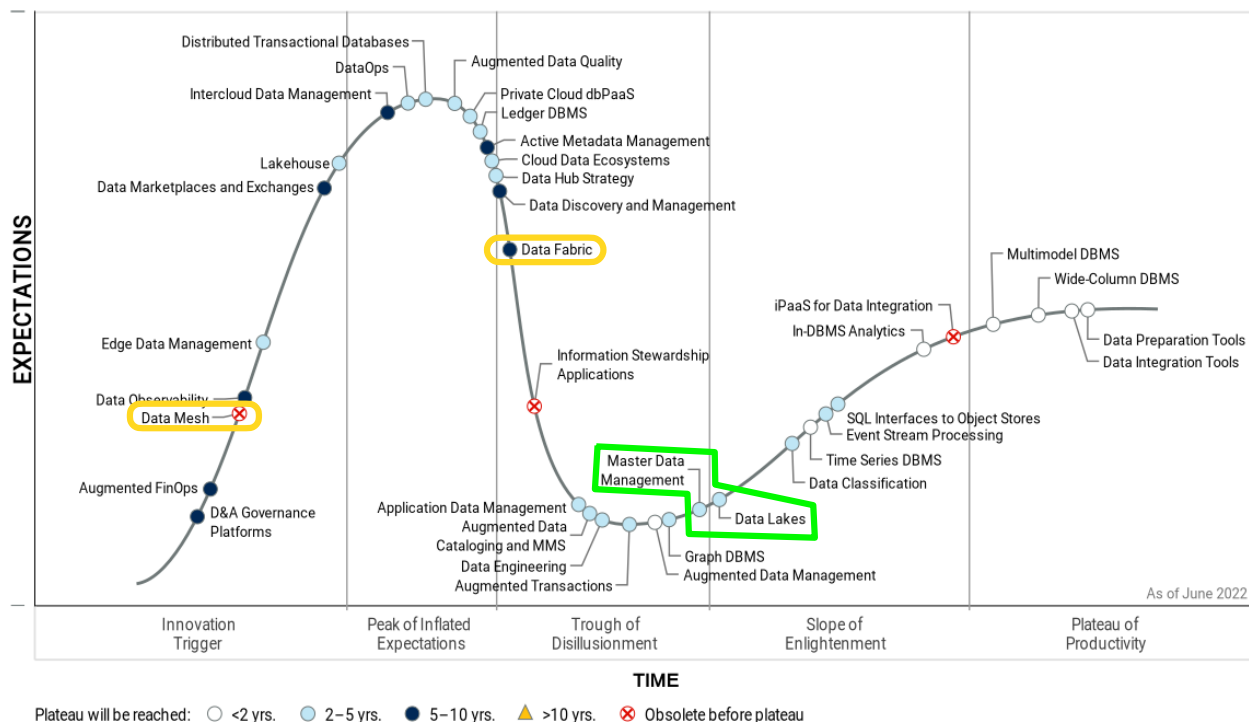 EXPECTATIONS
Distributed Transactional Databases
DataOps
Intercloud Data Management
Lakehouse
Data Marketplaces and Exchanges
Edge Data Management
Data Observability
Data Mesh
Augmented FinOps
D&A Governance
Platforms
Augmented Data Quality
Private Cloud dbPaaS
Ledger DBMS
Active Metadata Management
Cloud Data Ecosystems
Data Hub Strategy
Data Discovery and Management
Data Fabric
Information Stewardship
Applications
Master Data
Management
Application Data Management
Augmented Data
Cataloging and MMS
Data Engineering
Augmented Transactions
Graph DBMS
Augmented Data Management
Data Lakes
iPaaS for Data Integration
In-DBMS Analytics
SQL Interfaces to Object Stores
Event Stream Processing
Time Series DBMS
Data Classification
Multimodel DBMS
Wide-Column DBMS
Data Preparation Tools
Data Integration Tools
As of June 2022
Innovation
Trigger
Peak of Inflated
Expectations
Trough of
Disillusionment
Slope of
Enlightenment
Plateau of
Productivity
TIME
Plateau will be reached: <2 yrs. 2–5 yrs. 5–10 yrs. >10 yrs. Obsolete before plateau